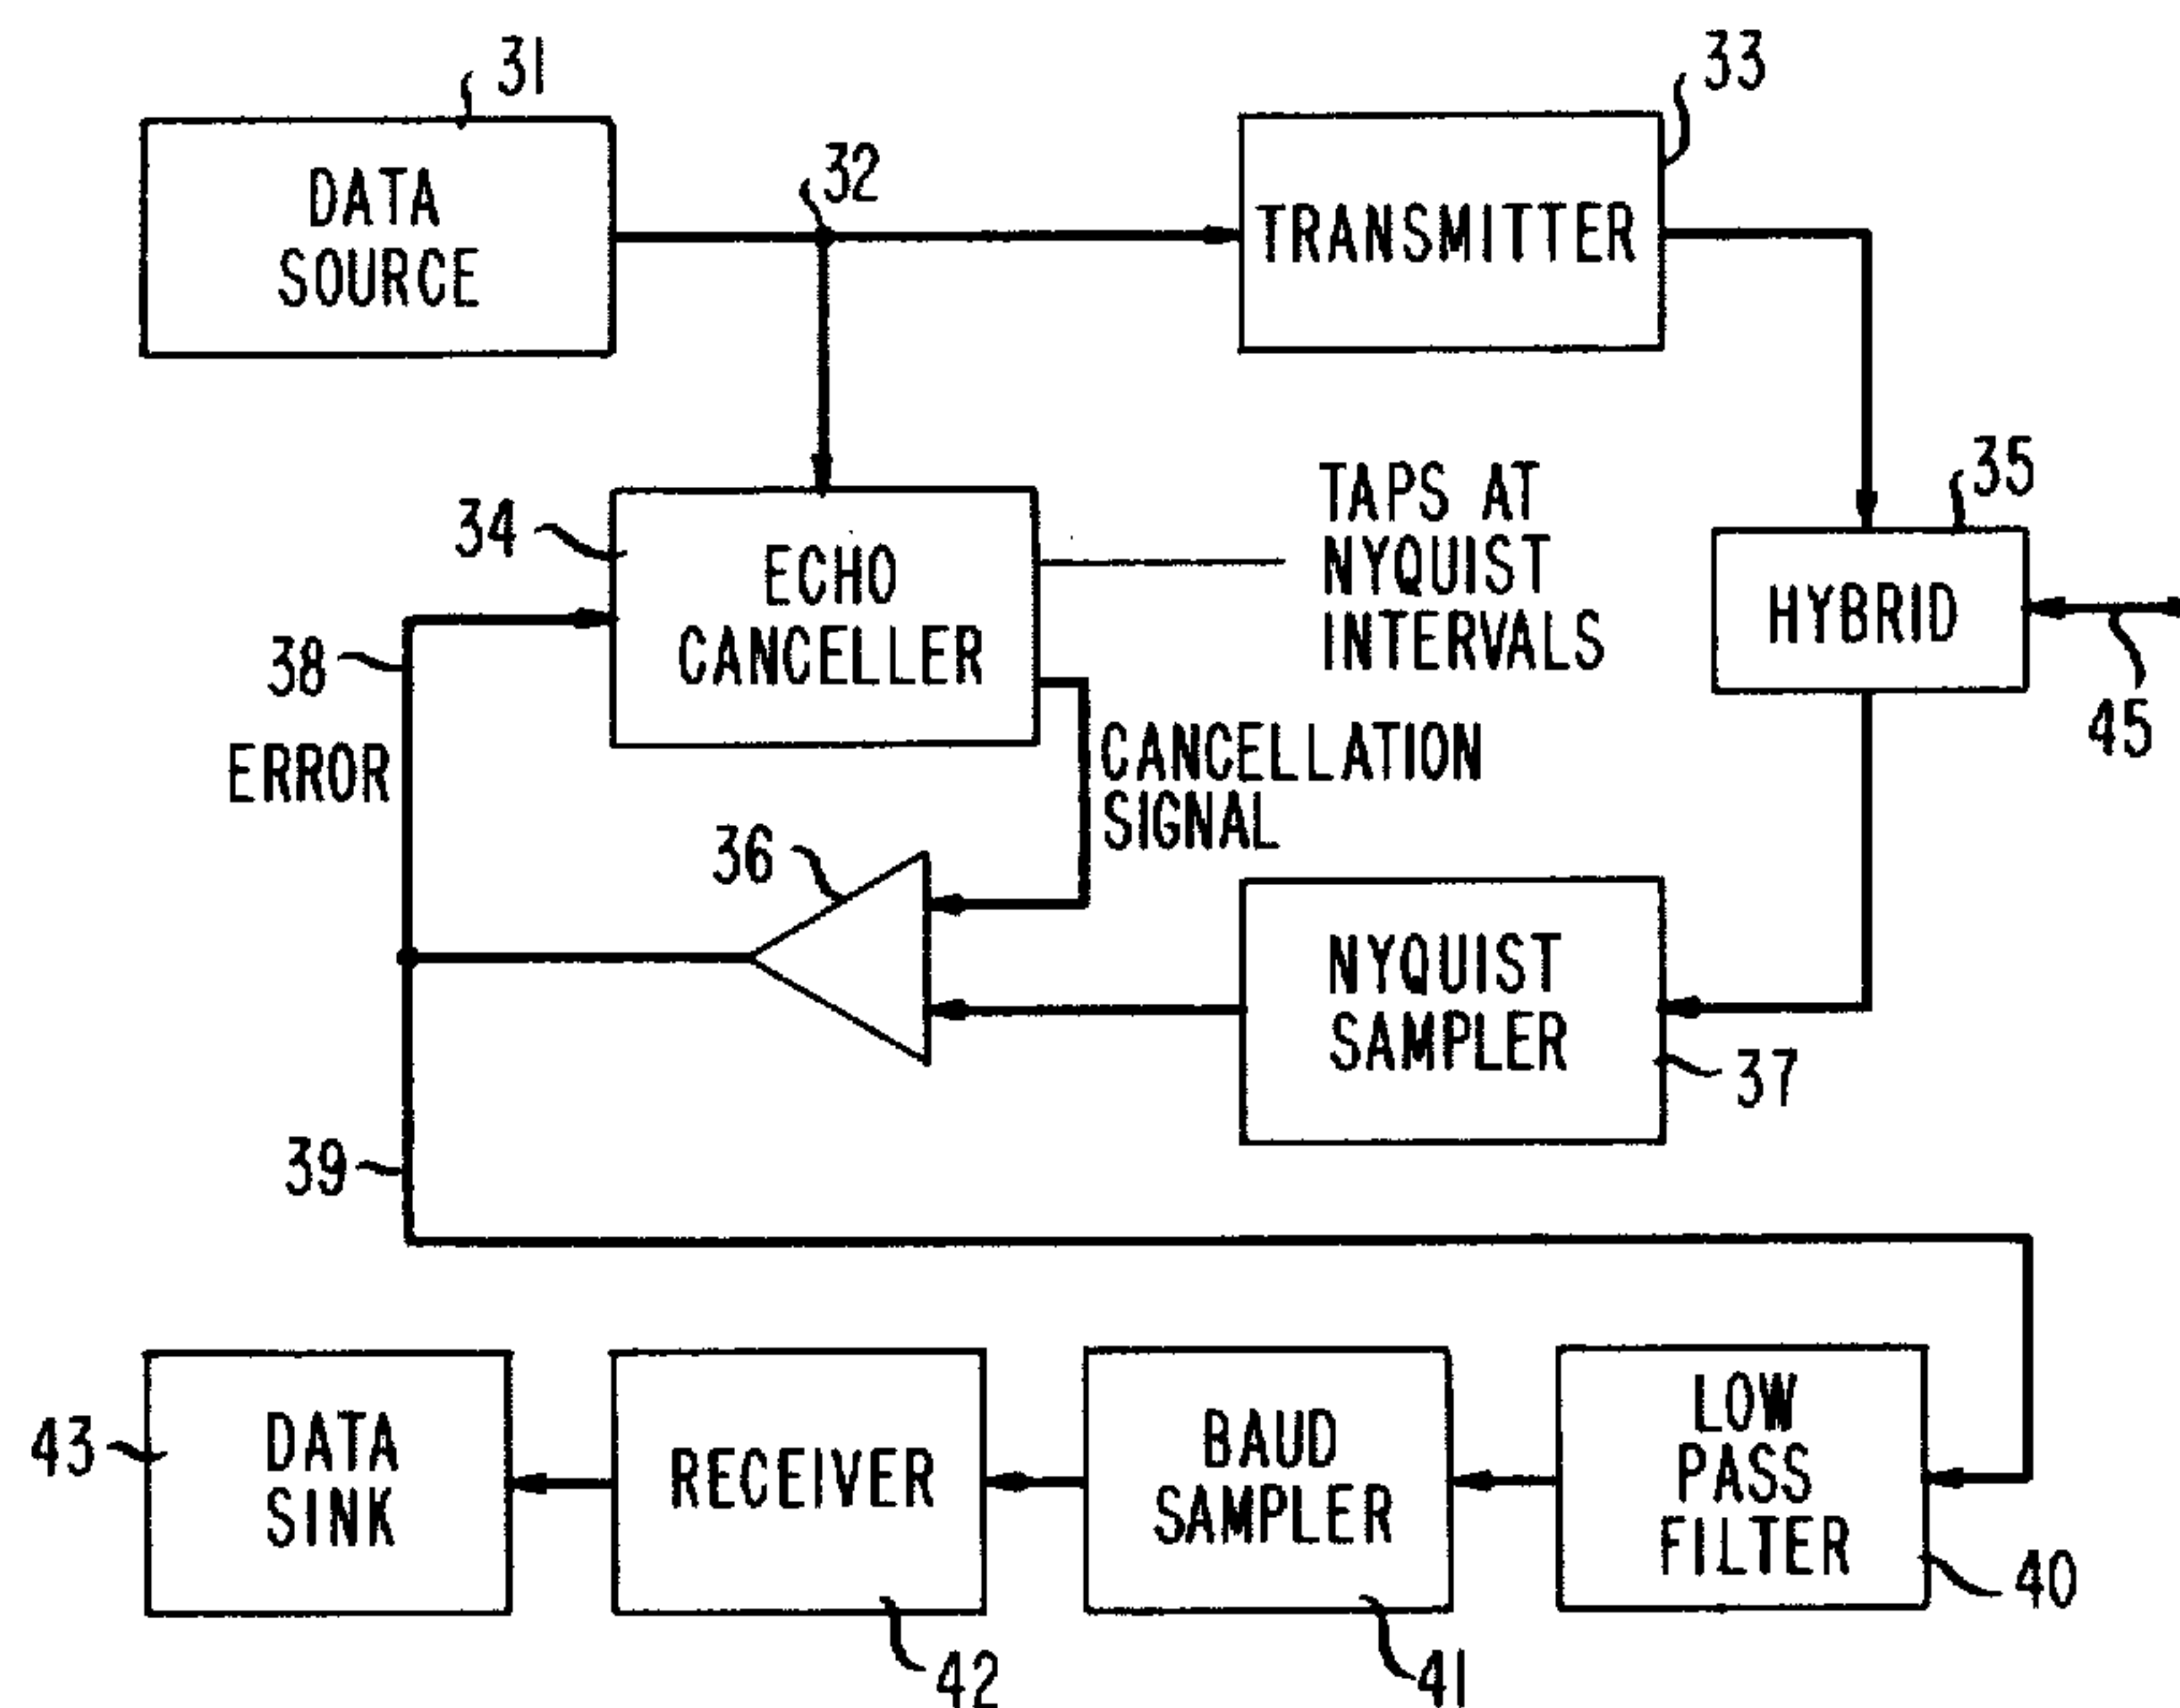 31
33
32
DATA
SOURCE
TRANSMITTER
35
34
TAPS AT
NYQUIST
INTERVALS
ECHO
CANCELLER
HYBRID
38
45
ERROR
CANCELLATION
SIGNAL
36
NYQUIST
SAMPLER
37
39
43
DATA
SINK
RECEIVER
BAUD
SAMPLER
LOW
PASS
FILTER
40
42
41